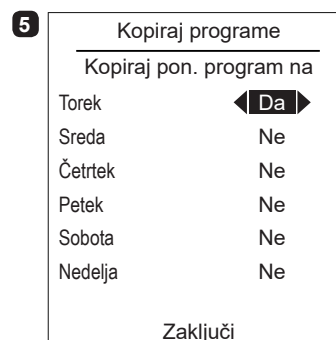 5
Kopiraj programe
Kopiraj pon. program na
Torek Da
Sreda Ne
Četrtek Ne
Petek Ne
Sobota Ne
Nedelja Ne
Zaključi